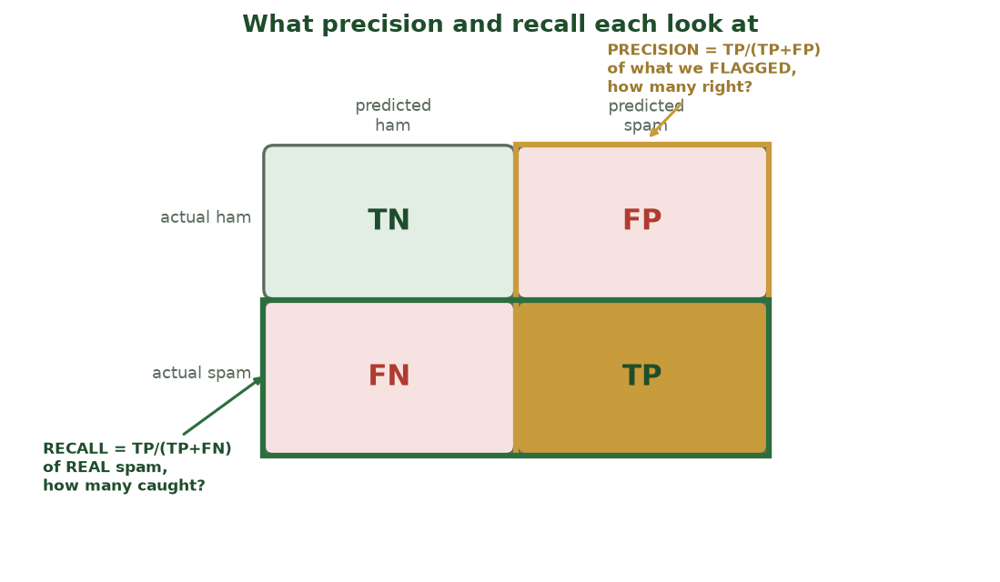 What precision and recall each look at
PRECISION = TP/(TP+FP)
of what we FLAGGED,
how many right?
predicted
ham
predicted
spam
actual ham
TN
FP
actual spam
FN
TP
RECALL = TP/(TP+FN)
of REAL spam,
how many caught?